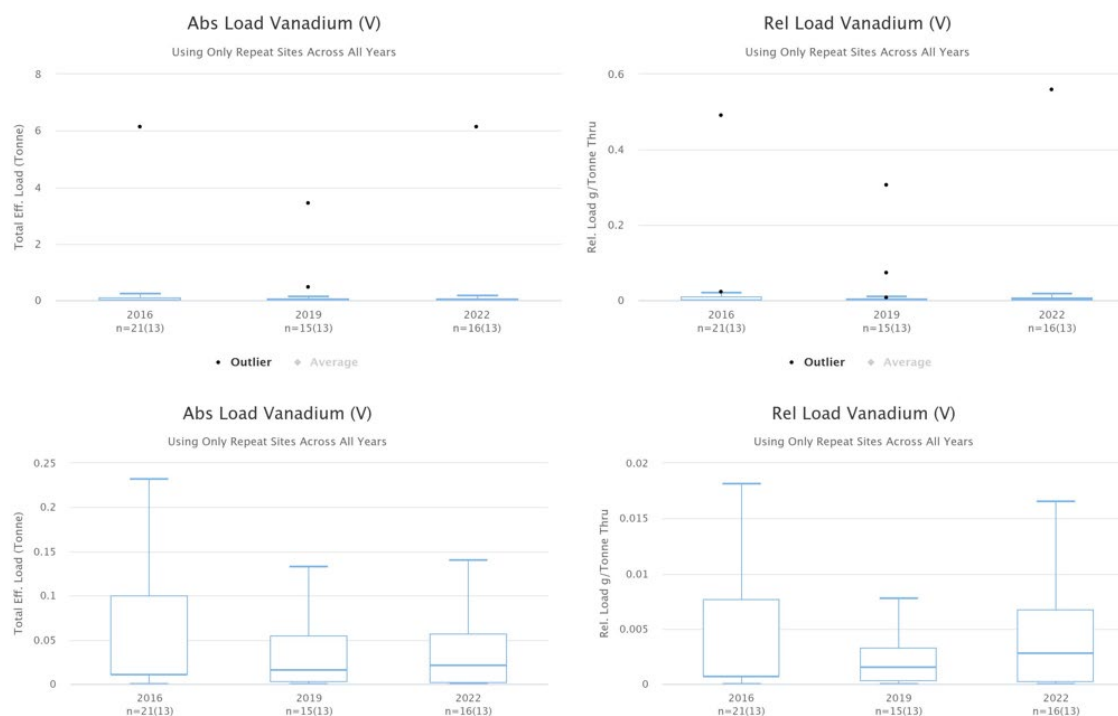 Abs Load Vanadium (V)
Using Only Repeat Sites Across All Years
Total Eff. Load (Tonne)
8
6
4
2
0
2016
n=21(13)
2019
n=15(13)
2022
n=16(13)
Outlier
Average
Rel Load Vanadium (V)
Using Only Repeat Sites Across All Years
Rel. Load g/Tonne Thru
0.6
0.4
0.2
0
2016
n=21(13)
2019
n=15(13)
2022
n=16(13)
Outlier
Average
Abs Load Vanadium (V)
Using Only Repeat Sites Across All Years
Total Eff. Load (Tonne)
0.25
0.2
0.15
0.1
0.05
0
2016
n=21(13)
2019
n=15(13)
2022
n=16(13)
Rel Load Vanadium (V)
Using Only Repeat Sites Across All Years
Rel. Load g/Tonne Thru
0.02
0.015
0.01
0.005
0
2016
n=21(13)
2019
n=15(13)
2022
n=16(13)